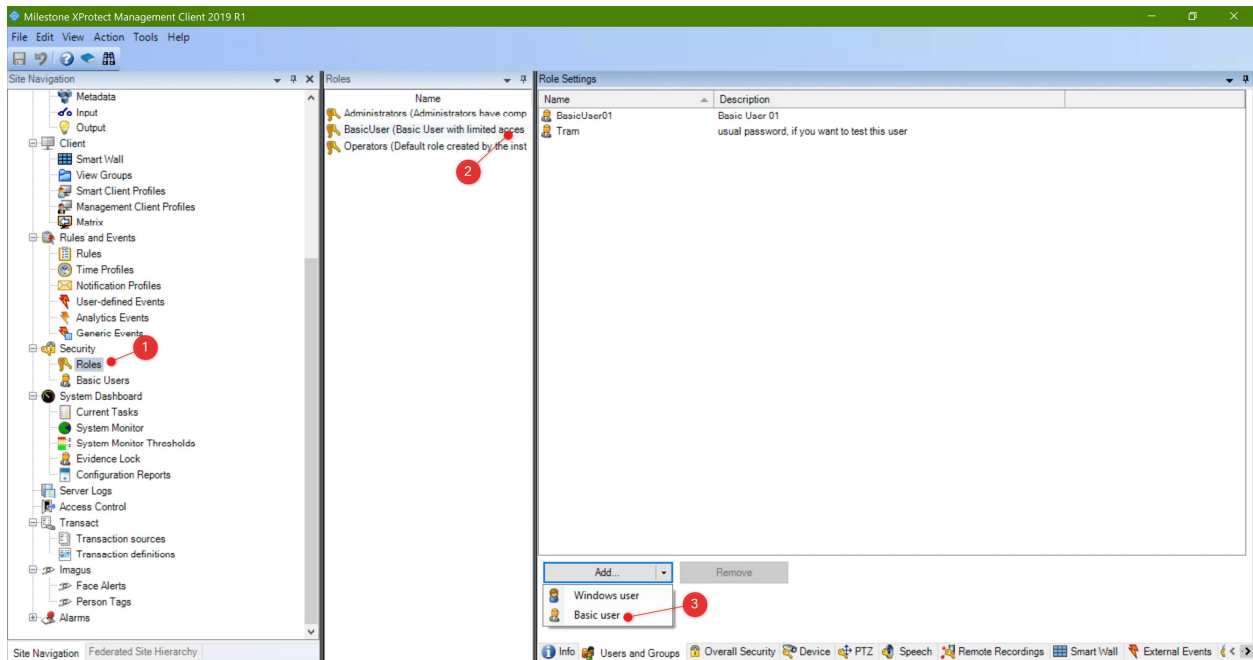 Milestone XProtect Management Client 2019 R1
File Edit View Action Tools Help
Site Navigation
Metadata
Input
Output
Client
Smart Wall
View Groups
Smart Client Profiles
Management Client Profiles
Matrix
Rules and Events
Rules
Time Profiles
Notification Profiles
User-defined Events
Analytics Events
Generic Events
Security
1
Roles
Basic Users
System Dashboard
Current Tasks
System Monitor
System Monitor Thresholds
Evidence Lock
Configuration Reports
Server Logs
Access Control
Transact
Transaction sources
Transaction definitions
Imagus
Face Alerts
Person Tags
Alarms
Site Navigation Federated Site Hierarchy
Roles
Name
Administrators (Administrators have comp
BasicUser (Basic User with limited acces
Operators (Default role created by the inst
2
Role Settings
Name Description
BasicUser01 Basic User 01
Tram usual password, if you want to test this user
Add... Remove
Windows user
Basic user
3
Info Users and Groups Overall Security Device PTZ Speech Remote Recordings Smart Wall External Events